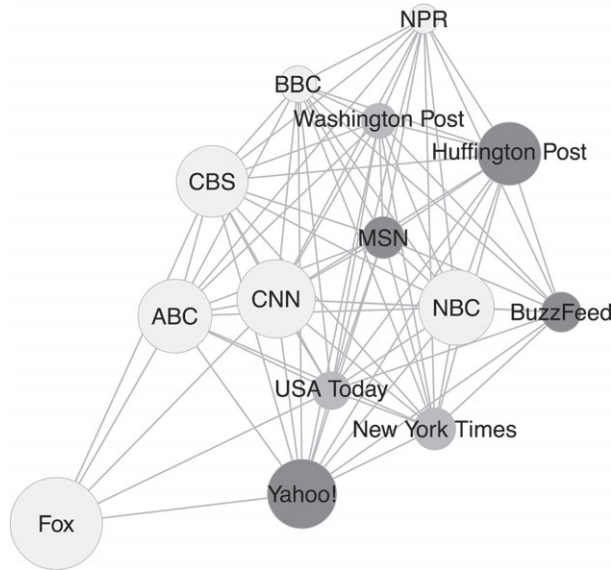 NPR
BBC
Washington Post
Huffington Post
CBS
MSN
CNN
NBC
ABC
BuzzFeed
USA Today
New York Times
Yahoo!
Fox